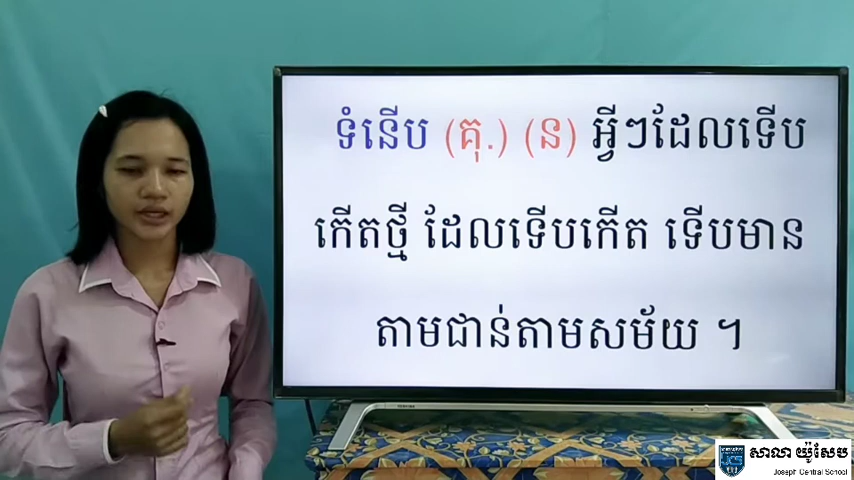 ទំនើប (គុ.) (ន) អ្វីៗដែលទើប
កើតថ្មី ដែលទើបកើត ទើបមាន
តាមជាន់តាមសម័យ ។
TOSHIBA
JCS
សាលា យ៉ូសែប
Joseph Central School